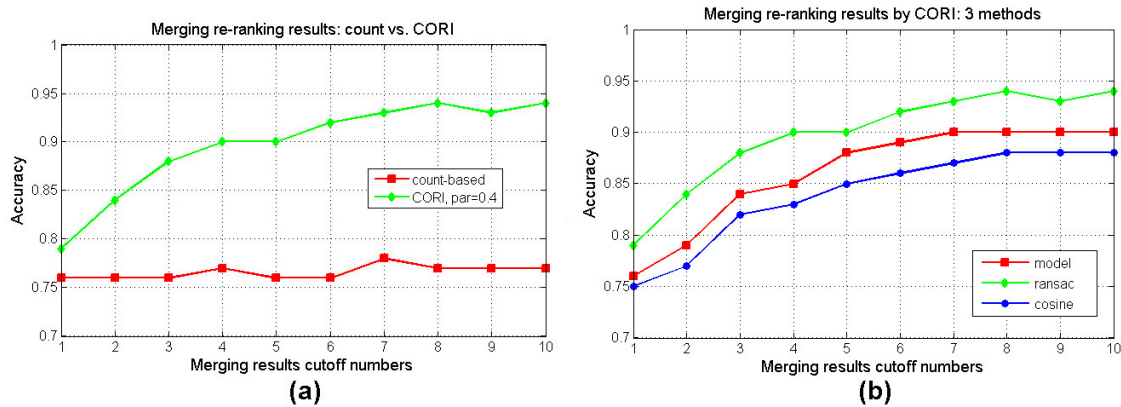 Merging re-ranking results: count vs. CORI
1
0.95
0.9
0.85
0.8
0.75
0.7
Accuracy
count-based
CORI, par=0.4
1 2 3 4 5 6 7 8 9 10
Merging results cutoff numbers
(a)
Merging re-ranking results by CORI: 3 methods
1
0.95
0.9
0.85
0.8
0.75
0.7
Accuracy
model
ransac
cosine
1 2 3 4 5 6 7 8 9 10
Merging results cutoff numbers
(b)